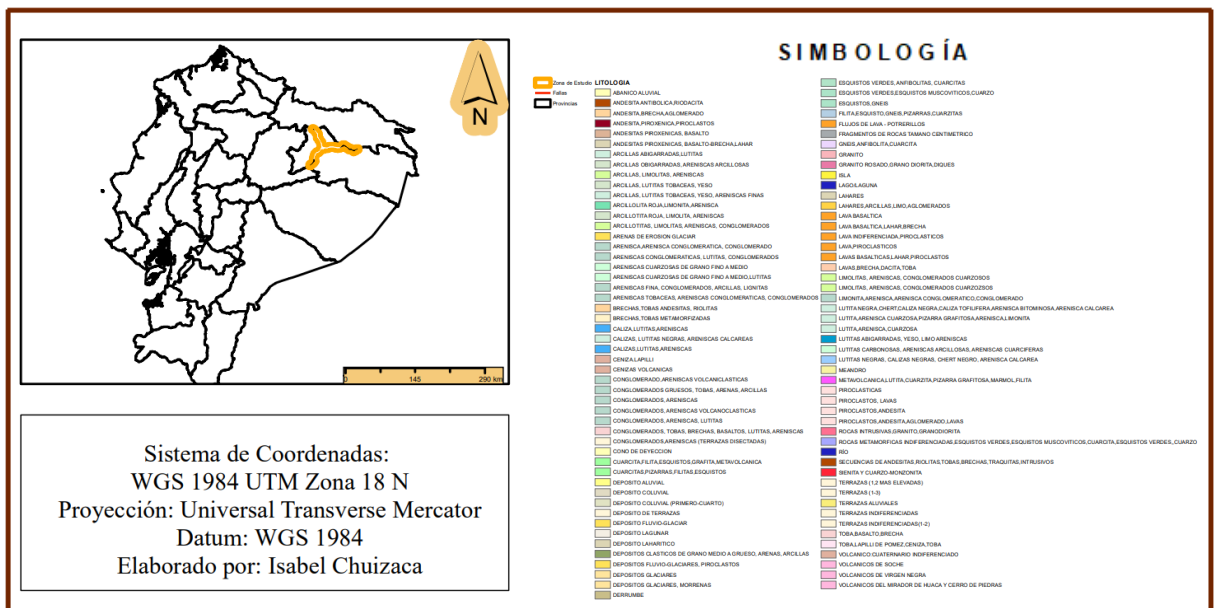 SIMBOLOGÍA
N
0 145 290 km
Sistema de Coordenadas:
WGS 1984 UTM Zona 18 N
Proyección: Universal Transverse Mercator
Datum: WGS 1984
Elaborado por: Isabel Chuizaca
Zona de Estudio
Fallas
Provincias
LITOLOGIA
ABANICO ALUVIAL
ANDESITA ANTIBOLICA,RIODACITA
ANDESITA,BRECHA,AGLOMERADO
ANDESITA,PIROXENICA,PIROCLASTOS
ANDESITAS PIROXENICAS, BASALTO
ANDESITAS PIROXENICAS, BASALTO-BRECHA,LAHAR
ARCILLAS ABIGARRADAS,LUTITAS
ARCILLAS OBIGARRADAS, ARENISCAS ARCILLOSAS
ARCILLAS, LIMOLITAS, ARENISCAS
ARCILLAS, LUTITAS TOBACEAS, YESO
ARCILLAS, LUTITAS TOBACEAS, YESO, ARENISCAS FINAS
ARCILLOLITA ROJA,LIMONITA,ARENISCA
ARCILLOTITA ROJA, LIMOLITA, ARENISCAS
ARCILLOTITAS, LIMOLITAS, ARENISCAS, CONGLOMERADOS
ARENAS DE EROSION GLACIAR
ARENISCA,ARENISCA CONGLOMERATICA, CONGLOMERADO
ARENISCAS CONGLOMERATICAS, LUTITAS, CONGLOMERADOS
ARENISCAS CUARZOSAS DE GRANO FINO A MEDIO
ARENISCAS CUARZOSAS DE GRANO FINO A MEDIO,LUTITAS
ARENISCAS FINA, CONGLOMERADOS, ARCILLAS, LIGNITAS
ARENISCAS TOBACEAS, ARENISCAS CONGLOMERATICAS, CONGLOMERADOS
BRECHAS,TOBAS ANDESITAS, RIOLITAS
BRECHAS,TOBAS METAMORFIZADAS
CALIZA,LUTITAS,ARENISCAS
CALIZAS, LUTITAS NEGRAS, ARENISCAS CALCAREAS
CALIZAS,LUTITAS,ARENISCAS
CENIZA,LAPILLI
CENIZAS VOLCANICAS
CONGLOMERADO,ARENISCAS VOLCANICLASTICAS
CONGLOMERADOS GRUESOS, TOBAS, ARENAS, ARCILLAS
CONGLOMERADOS, ARENISCAS
CONGLOMERADOS, ARENISCAS VOLCANOCLASTICAS
CONGLOMERADOS, ARENISCAS, LUTITAS
CONGLOMERADOS, TOBAS, BRECHAS, BASALTOS, LUTITAS, ARENISCAS
CONGLOMERADOS,ARENISCAS (TERRAZAS DISECTADAS)
CONO DE DEYECCION
CUARCITA,FILITA,ESQUISTOS,GRAFITA,METAVOLCANICA
CUARCITAS,PIZARRAS,FILITAS,ESQUISTOS
DEPOSITO ALUVIAL
DEPOSITO COLUVIAL
DEPOSITO COLUVIAL (PRIMERO-CUARTO)
DEPOSITO DE TERRAZAS
DEPOSITO FLUVIO-GLACIAR
DEPOSITO LAGUNAR
DEPOSITO LAHARITICO
DEPOSITOS CLASTICOS DE GRANO MEDIO A GRUESO, ARENAS, ARCILLAS
DEPOSITOS FLUVIO-GLACIARES, PIROCLASTOS
DEPOSITOS GLACIARES
DEPOSITOS GLACIARES, MORRENAS
DERRUMBE
ESQUISTOS VERDES, ANFIBOLITAS, CUARCITAS
ESQUISTOS VERDES,ESQUISTOS MUSCOVITICOS,CUARZO
ESQUISTOS,GNEIS
FILITA,ESQUISTO,GNEIS,PIZARRAS,CUARZITAS
FLUJOS DE LAVA - POTRERILLOS
FRAGMENTOS DE ROCAS TAMANO CENTIMETRICO
GNEIS,ANFIBOLITA,CUARCITA
GRANITO
GRANITO ROSADO,GRANO DIORITA,DIQUES
ISLA
LAGO/LAGUNA
LAHARES
LAHARES,ARCILLAS,LIMO,AGLOMERADOS
LAVA BASALTICA
LAVA BASALTICA,LAHAR,BRECHA
LAVA INDIFERENCIADA,PIROCLASTICOS
LAVA,PIROCLASTICOS
LAVAS BASALTICAS,LAHAR,PIROCLASTOS
LAVAS,BRECHA,DACITA,TOBA
LIMOLITAS, ARENISCAS, CONGLOMERADOS CUARZOSOS
LIMOLITAS, ARENISCAS, CONGLOMERADOS CUARZOZSOS
LIMONITA,ARENISCA,ARENISCA CONGLOMERATICO,CONGLOMERADO
LUTITA NEGRA,CHERT,CALIZA NEGRA,CALIZA TOFILIFERA,ARENISCA BITOMINOSA,ARENISCA CALCAREA
LUTITA,ARENISCA CUARZOSA,PIZARRA GRAFITOSA,ARENISCA,LIMONITA
LUTITA,ARENISCA,CUARZOSA
LUTITAS ABIGARRADAS, YESO, LIMO ARENISCAS
LUTITAS CARBONOSAS, ARENISCAS ARCILLOSAS, ARENISCAS CUARCIFERAS
LUTITAS NEGRAS, CALIZAS NEGRAS, CHERT NEGRO, ARENISCA CALCAREA
MEANDRO
METAVOLCANICA,LUTITA,CUARZITA,PIZARRA GRAFITOSA,MARMOL,FILITA
PIROCLASTICAS
PIROCLASTOS, LAVAS
PIROCLASTOS,ANDESITA
PIROCLASTOS,ANDESITA,AGLOMERADO,LAVAS
ROCAS INTRUSIVAS,GRANITO,GRANODIORITA
ROCAS METAMORFICAS INDIFERENCIADAS,ESQUISTOS VERDES,ESQUISTOS MUSCOVITICOS,CUARCITA,ESQUISTOS VERDES,,CUARZO
RÍO
SECUENCIAS DE ANDESITAS,RIOLITAS,TOBAS,BRECHAS,TRAQUITAS,INTRUSIVOS
SIENITA Y CUARZO-MONZONITA
TERRAZAS (1,2 MAS ELEVADAS)
TERRAZAS (1-3)
TERRAZAS ALUVIALES
TERRAZAS INDIFERENCIADAS
TERRAZAS INDIFERENCIADAS(1-2)
TOBA,BASALTO,BRECHA
TOBA,LAPILLI DE POMEZ,CENIZA,TOBA
VOLCANICO:CUATERNARIO INDIFERENCIADO
VOLCANICOS DE SOCHE
VOLCANICOS DE VIRGEN NEGRA
VOLCANICOS DEL MIRADOR DE HUACA Y CERRO DE PIEDRAS